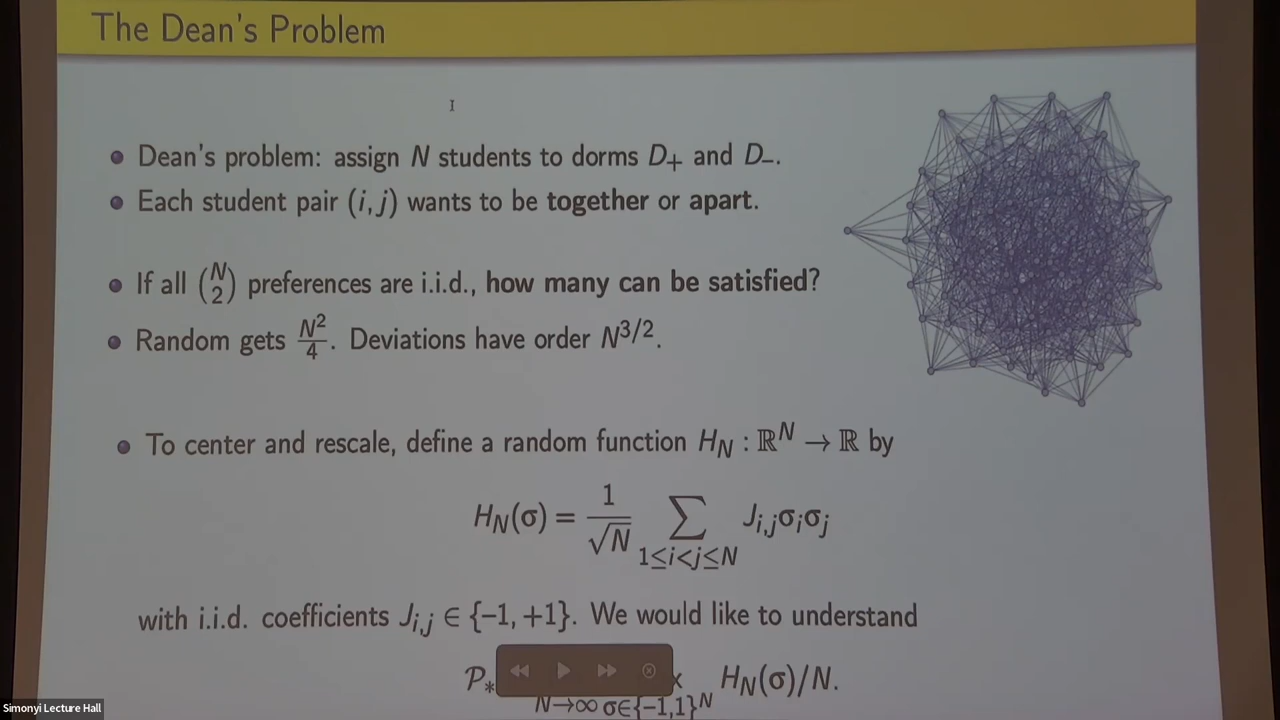 The Dean's Problem
Dean's problem: assign N students to dorms D₊ and D₋.
Each student pair (i, j) wants to be together or apart.
If all (N 2) preferences are i.i.d., how many can be satisfied?
Random gets N²/4. Deviations have order N^{3/2}.
To center and rescale, define a random function H_N : ℝ^N → ℝ by
H_N(σ) = 1/√N ∑_{1≤i<j≤N} J_{i,j}σ_iσ_j
with i.i.d. coefficients J_{i,j} ∈ {−1, +1}. We would like to understand
𝒫_* x H_N(σ)/N.
N→∞ σ∈{-1,1}^N
Simonyi Lecture Hall